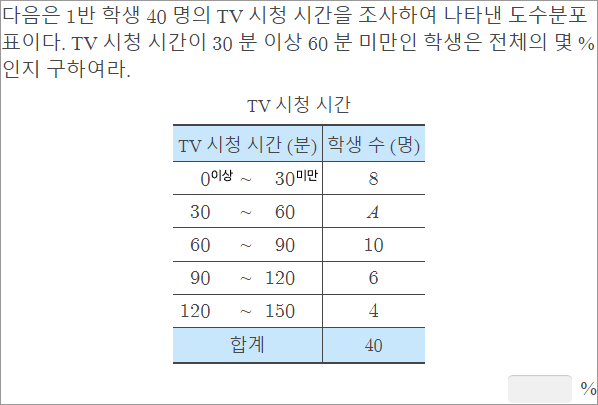 다음은 1반 학생 40 명의 TV 시청 시간을 조사하여 나타낸 도수분포
표이다. TV 시청 시간이 30 분 이상 60 분 미만인 학생은 전체의 몇 %
인지 구하여라.
TV 시청 시간
TV 시청 시간 (분) 학생 수 (명)
0이상 ~ 30미만 8
30 ~ 60 A
60 ~ 90 10
90 ~ 120 6
120 ~ 150 4
합계 40
%